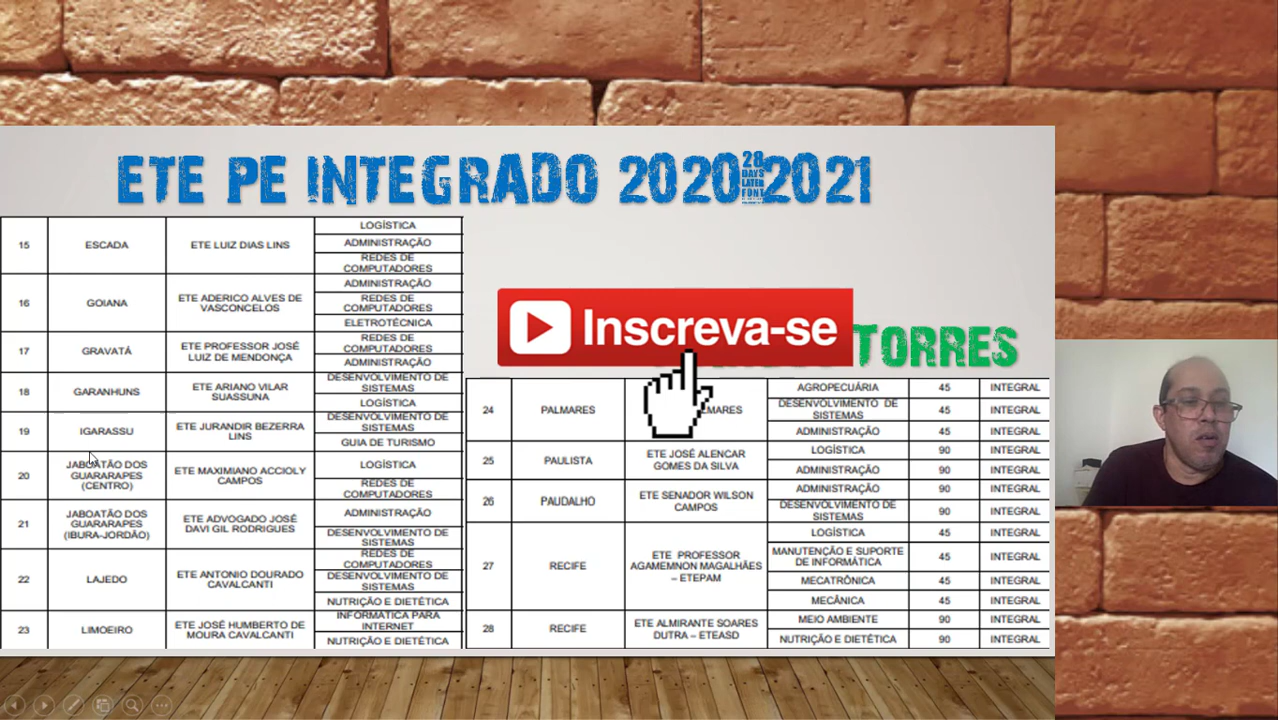 ETE PE INTEGRADO 2020
28
DAYS
LATER
FONT
2021
15
ESCADA
ETE LUIZ DIAS LINS
LOGÍSTICA
ADMINISTRAÇÃO
REDES DE
COMPUTADORES
16
GOIANA
ETE ADERICO ALVES DE
VASCONCELOS
ADMINISTRAÇÃO
REDES DE
COMPUTADORES
ELETROTÉCNICA
17
GRAVATÁ
ETE PROFESSOR JOSÉ
LUIZ DE MENDONÇA
REDES DE
COMPUTADORES
ADMINISTRAÇÃO
18
GARANHUNS
ETE ARIANO VILAR
SUASSUNA
DESENVOLVIMENTO DE
SISTEMAS
LOGÍSTICA
19
IGARASSU
ETE JURANDIR BEZERRA
LINS
DESENVOLVIMENTO DE
SISTEMAS
GUIA DE TURISMO
20
JABOATÃO DOS
GUARARAPES
(CENTRO)
ETE MAXIMIANO ACCIOLY
CAMPOS
LOGÍSTICA
REDES DE
COMPUTADORES
21
JABOATÃO DOS
GUARARAPES
(IBURA-JORDÃO)
ETE ADVOGADO JOSÉ
DAVI GIL RODRIGUES
ADMINISTRAÇÃO
DESENVOLVIMENTO DE
SISTEMAS
22
LAJEDO
ETE ANTONIO DOURADO
CAVALCANTI
REDES DE
COMPUTADORES
DESENVOLVIMENTO DE
SISTEMAS
NUTRIÇÃO E DIETÉTICA
23
LIMOEIRO
ETE JOSÉ HUMBERTO DE
MOURA CAVALCANTI
INFORMÁTICA PARA
INTERNET
NUTRIÇÃO E DIETÉTICA
Inscreva-se
TORRES
24
PALMARES
AGROPECUÁRIA
45
INTEGRAL
DESENVOLVIMENTO DE
SISTEMAS
45
INTEGRAL
ADMINISTRAÇÃO
45
INTEGRAL
25
PAULISTA
ETE JOSÉ ALENCAR
GOMES DA SILVA
LOGÍSTICA
90
INTEGRAL
ADMINISTRAÇÃO
90
INTEGRAL
26
PAUDALHO
ETE SENADOR WILSON
CAMPOS
ADMINISTRAÇÃO
90
INTEGRAL
DESENVOLVIMENTO DE
SISTEMAS
90
INTEGRAL
27
RECIFE
ETE PROFESSOR
AGAMEMNON MAGALHÃES
– ETEPAM
LOGÍSTICA
45
INTEGRAL
MANUTENÇÃO E SUPORTE
DE INFORMÁTICA
45
INTEGRAL
MECATRÔNICA
45
INTEGRAL
MECÂNICA
45
INTEGRAL
28
RECIFE
ETE ALMIRANTE SOARES
DUTRA – ETEASD
MEIO AMBIENTE
90
INTEGRAL
NUTRIÇÃO E DIETÉTICA
90
INTEGRAL